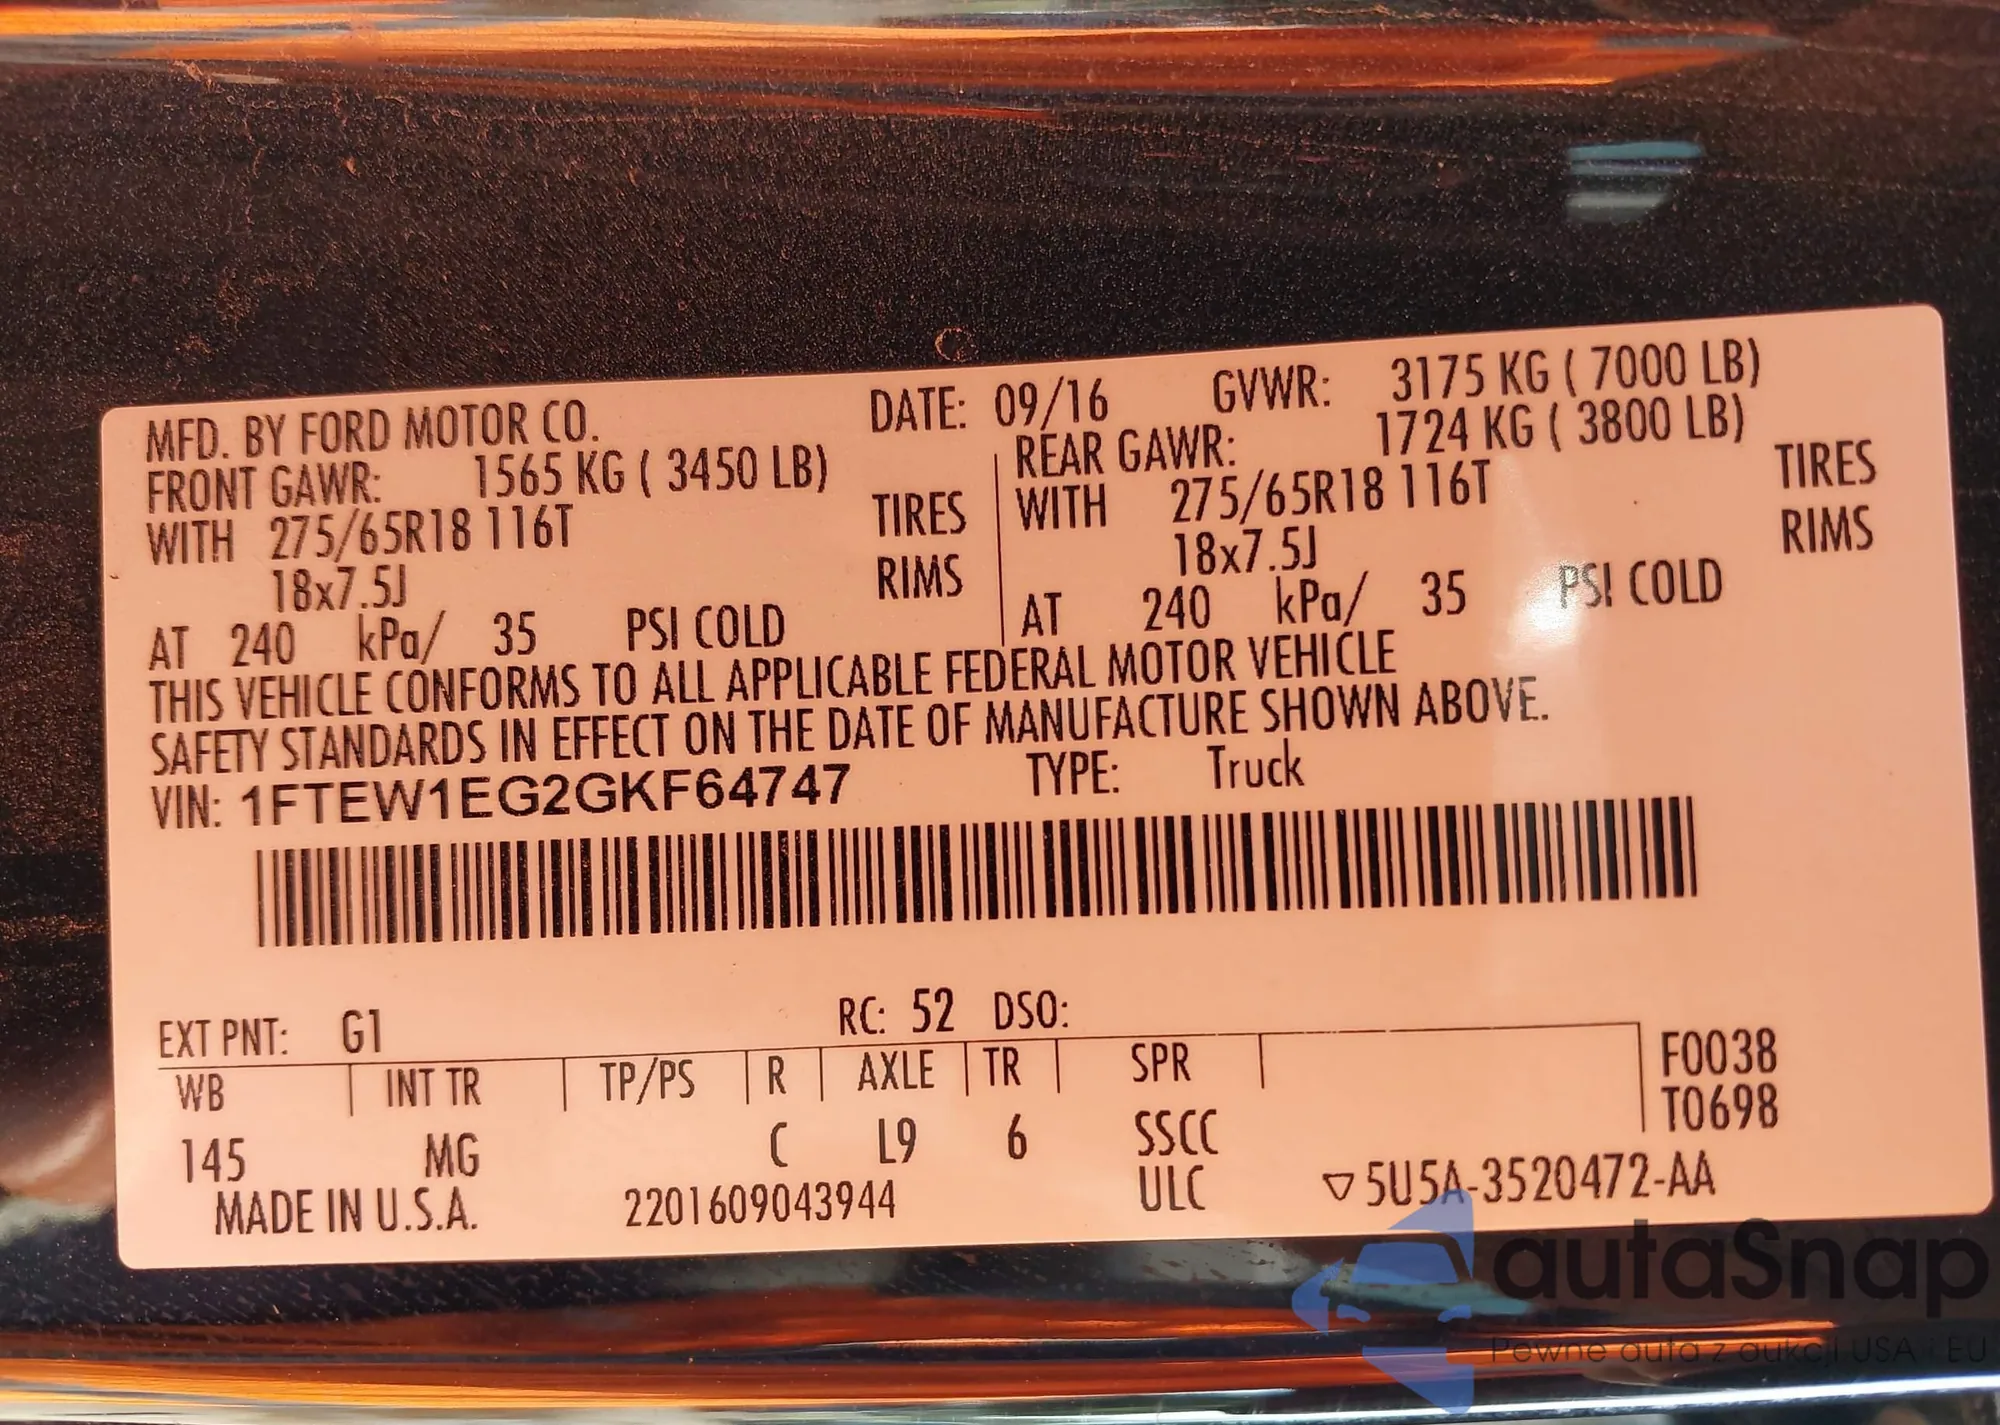 MFD. BY FORD MOTOR CO. DATE: 09/16 GVWR: 3175 KG ( 7000 LB)
FRONT GAWR: 1565 KG ( 3450 LB) REAR GAWR: 1724 KG ( 3800 LB)
WITH 275/65R18 116T TIRES WITH 275/65R18 116T TIRES
18x7.5J RIMS 18x7.5J RIMS
AT 240 kPa/ 35 PSI COLD AT 240 kPa/ 35 PSI COLD
THIS VEHICLE CONFORMS TO ALL APPLICABLE FEDERAL MOTOR VEHICLE
SAFETY STANDARDS IN EFFECT ON THE DATE OF MANUFACTURE SHOWN ABOVE.
VIN: 1FTEW1EG2GKF64747 TYPE: Truck
EXT PNT: G1 RC: 52 DSO:
WB INT TR TP/PS R AXLE TR SPR F0038
T0698
145 MG C L9 6 SSCC
MADE IN U.S.A. 2201609043944 ULC ▽5U5A-3520472-AA
autaSnap
Pewne auta z aukcji USA i EU